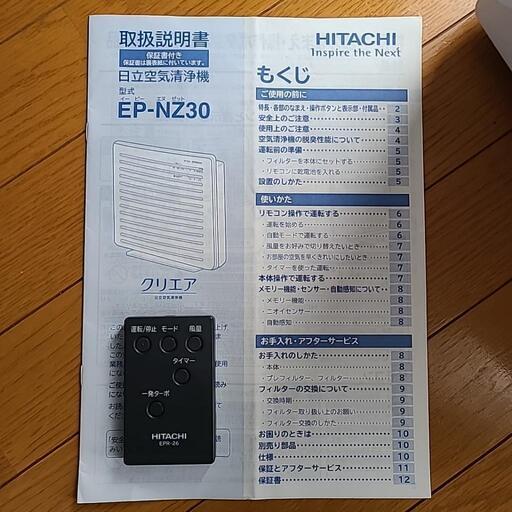 取扱説明書
保証書付き
保証書は裏表紙に付いています。
日立空気清浄機
型式
イー ピー エヌ ゼット
EP-NZ30
クリエア
日立空気清浄機
運転/停止 モード 風量
タイマー
一発ターボ
HITACHI
EPR-26
HITACHI
Inspire the Next
もくじ
ご使用の前に
特長・各部のなまえ・操作ボタンと表示部・付属品 2
安全上のご注意 3
使用上のご注意 4
空気清浄機の脱臭性能について 4
運転前の準備 5
・フィルターを本体にセットする 5
・リモコンに乾電池を入れる 5
設置のしかた 5
使いかた
リモコン操作で運転する 6
・運転を始める 6
・自動モードで運転する 6
・風量をお好みで切り替えたいとき 7
・お部屋の空気を早くきれいにしたいとき 7
・タイマーを使った運転 7
本体操作で運転する 7
メモリー機能・センサー・自動感知について 8
・メモリー機能 8
・ニオイセンサー 8
・自動感知 8
お手入れ・アフターサービス
お手入れのしかた 8
・本体 8
・プレフィルター、フィルター 8
フィルターの交換について 9
・交換時期 9
・フィルター取り扱い上のお願い 9
・フィルター交換のしかた 9
お困りのときは 10
別売り部品 10
仕様 10
保証とアフターサービス 11
保証書 12